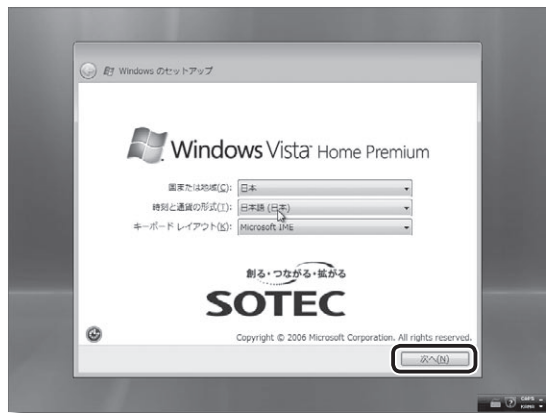 Windows のセットアップ
Windows Vista™ Home Premium
国または地域(C): 日本
時刻と通貨の形式(T): 日本語 (日本)
キーボード レイアウト(K): Microsoft IME
創る・つながる・拡がる
SOTEC
Copyright © 2006 Microsoft Corporation. All rights reserved.
次へ(N)
CAPS
KANA